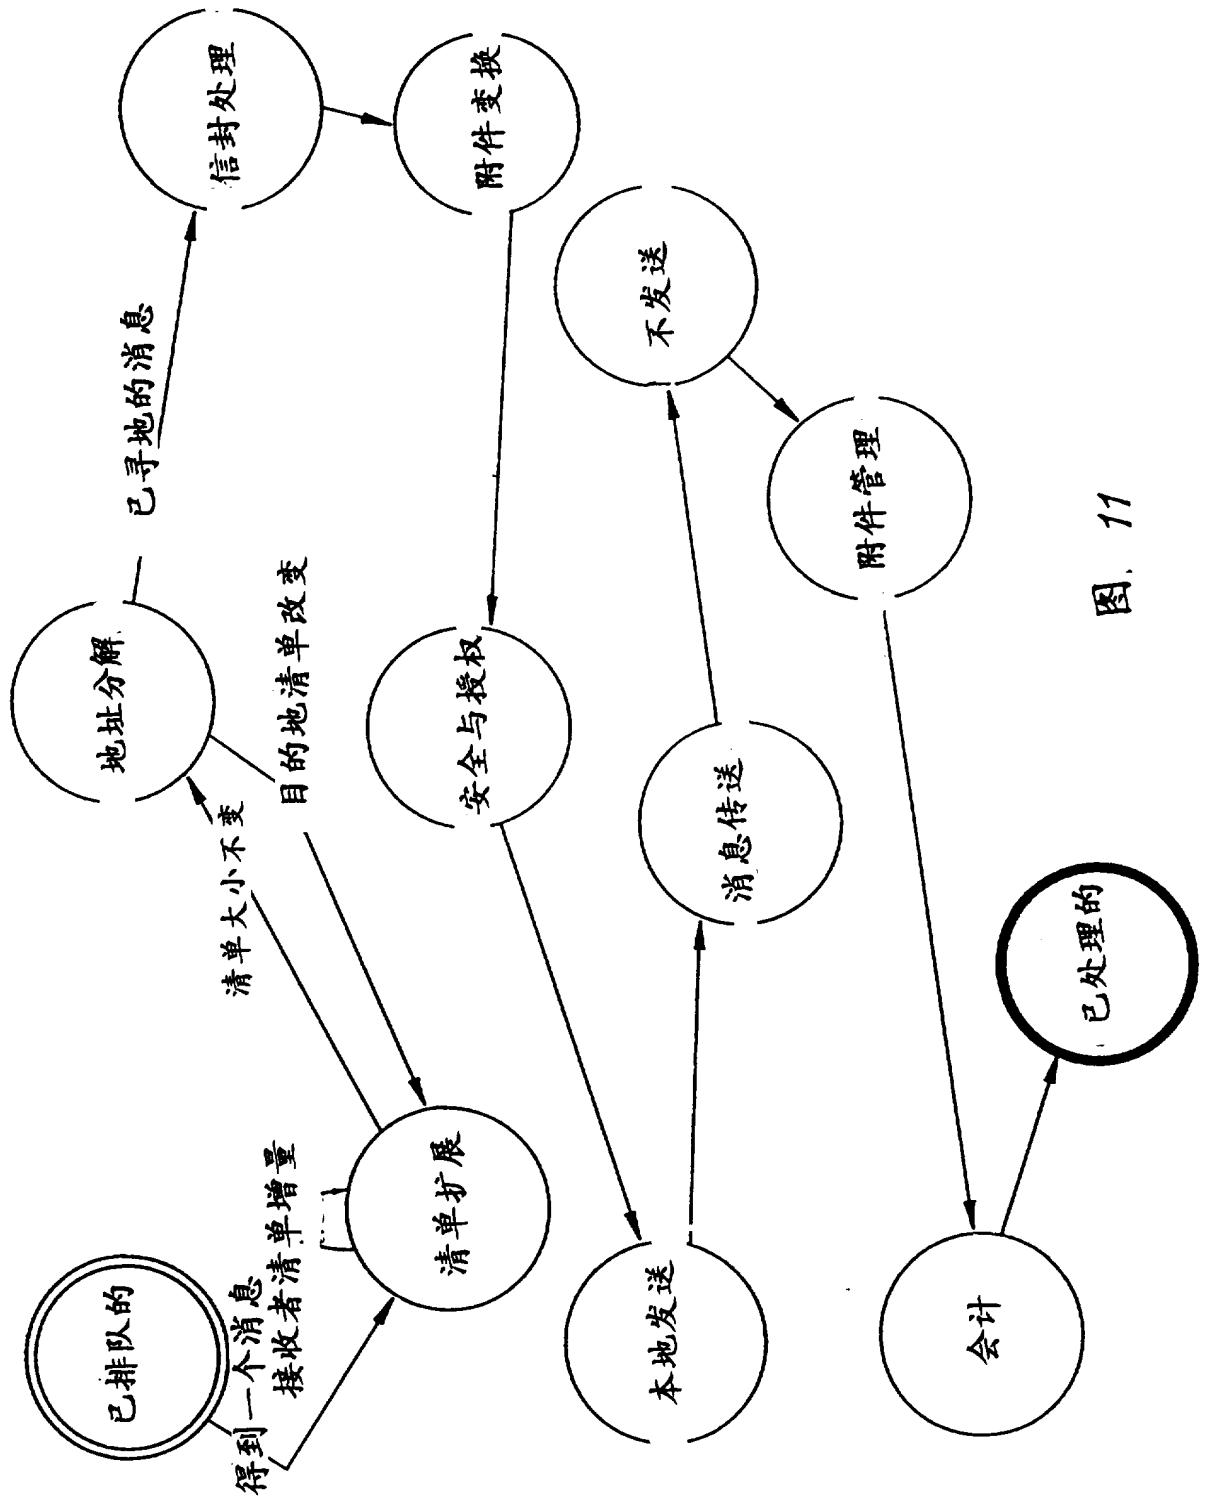 已排队的
得到一个消息
接收者清单增量
清单扩展
清单大小不变
目的地清单改变
地址分解
已寻地的消息
信封处理
附件变换
安全与授权
本地发送
消息传送
不发送
附件管理
会计
已处理的
图. 11